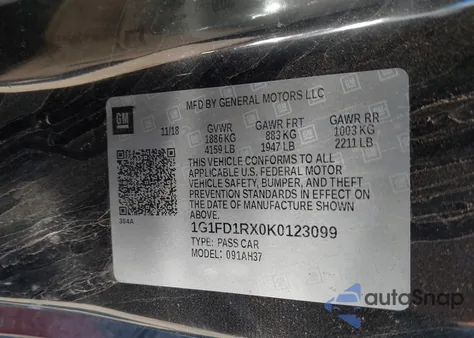 MFD BY GENERAL MOTORS LLC
GM
11/18 GVWR GAWR FRT GAWR RR
1886 KG 883 KG 1003 KG
4159 LB 1947 LB 2211 LB
THIS VEHICLE CONFORMS TO ALL
APPLICABLE U.S. FEDERAL MOTOR
VEHICLE SAFETY, BUMPER, AND THEFT
PREVENTION STANDARDS IN EFFECT ON
THE DATE OF MANUFACTURE SHOWN
ABOVE.
384A
1G1FD1RX0K0123099
TYPE: PASS CAR
MODEL: 091AH37
autoSnap